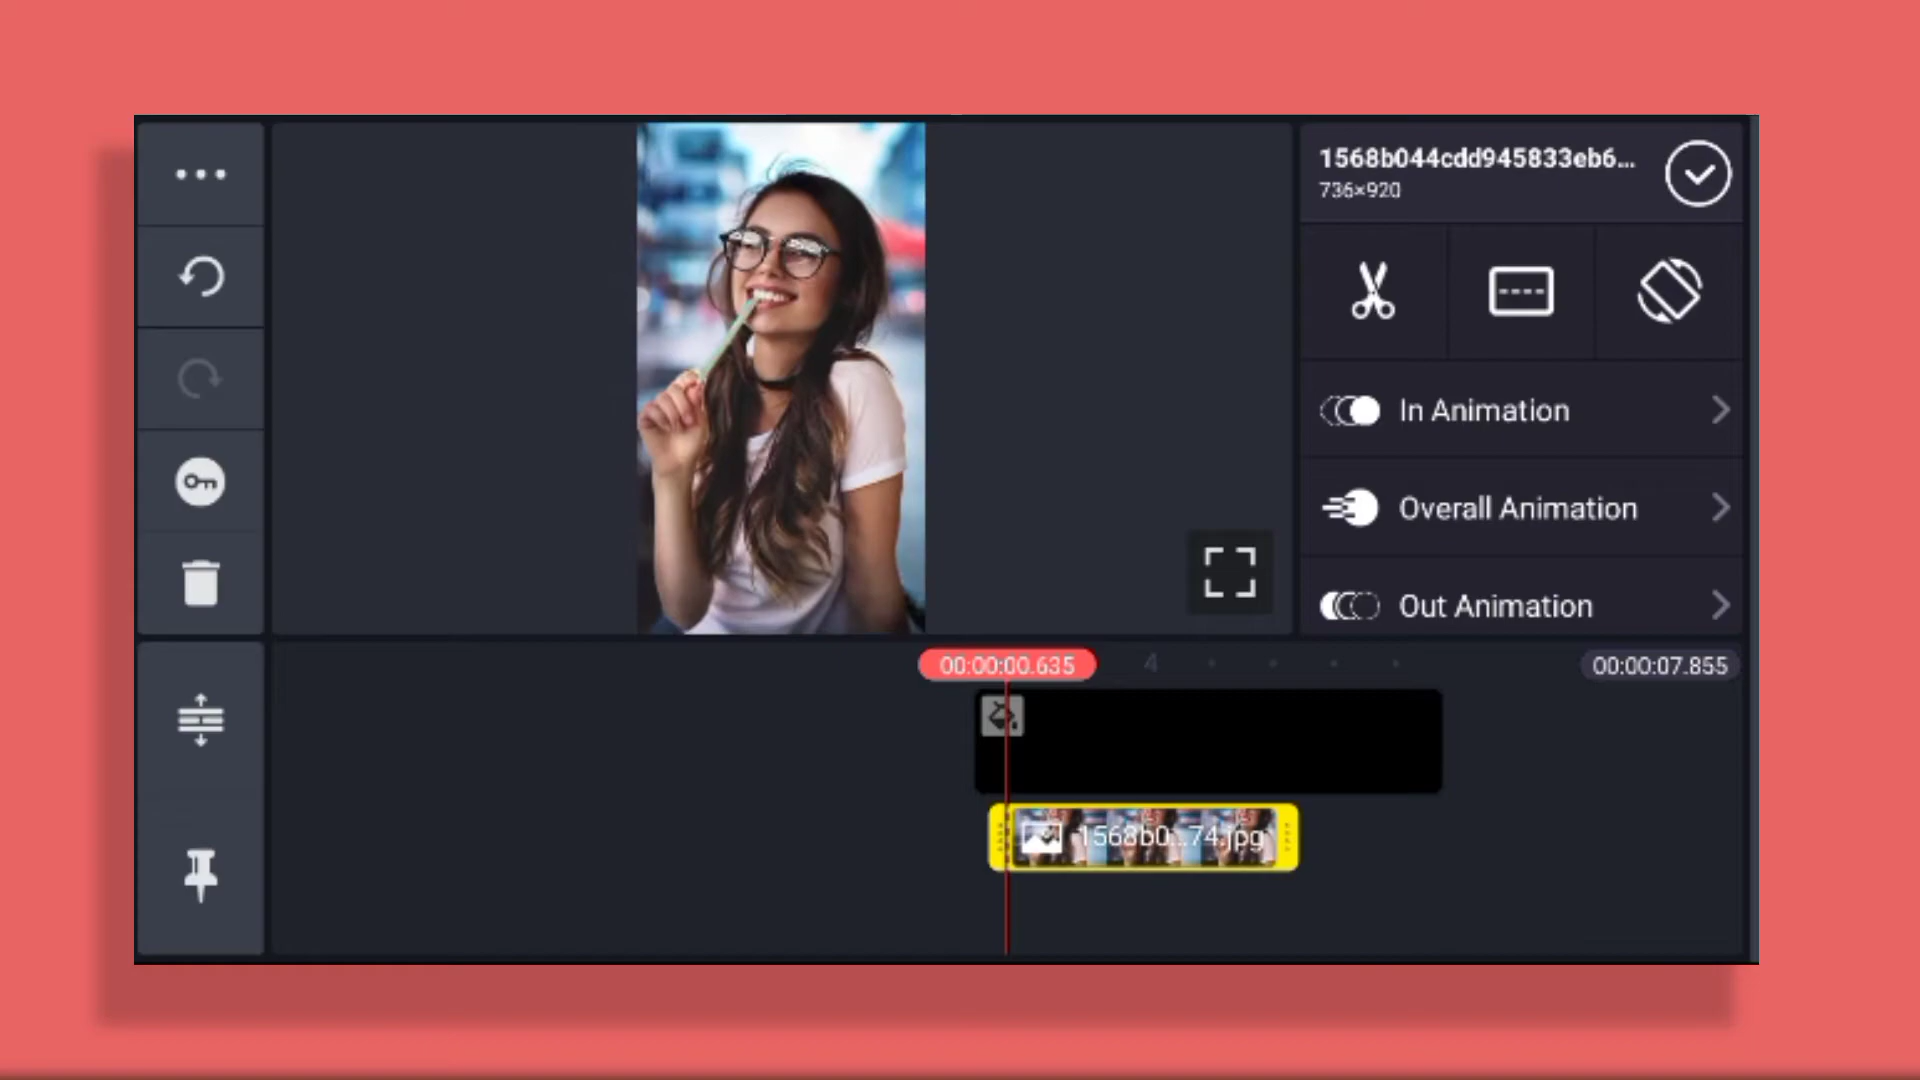 1568b044cdd945833eb6...
736×920
In Animation
Overall Animation
Out Animation
00:00:00.635
4
00:00:07.855
1568b0...74.jpg